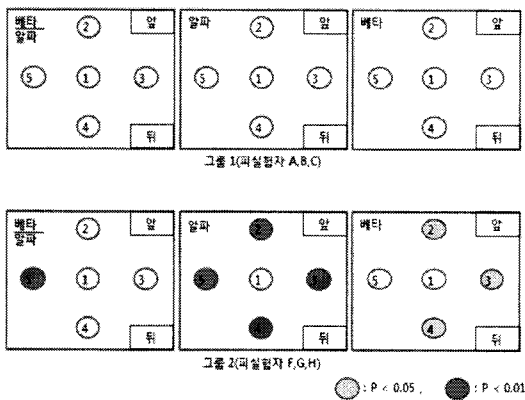 베타 2 앞 알파 2 앞 베타 2 앞
알파
5 1 3 5 1 3 5 1 3
4 4 4
뒤 뒤 뒤
그룹 1(피실험자 A,B,C)
베타 2 앞 알파 2 앞 베타 2 앞
알파
1 3 5 1 5 1 3
4 4
뒤 뒤 뒤
그룹 2(피실험자 F,G,H)
: P < 0.05 , : P < 0.01